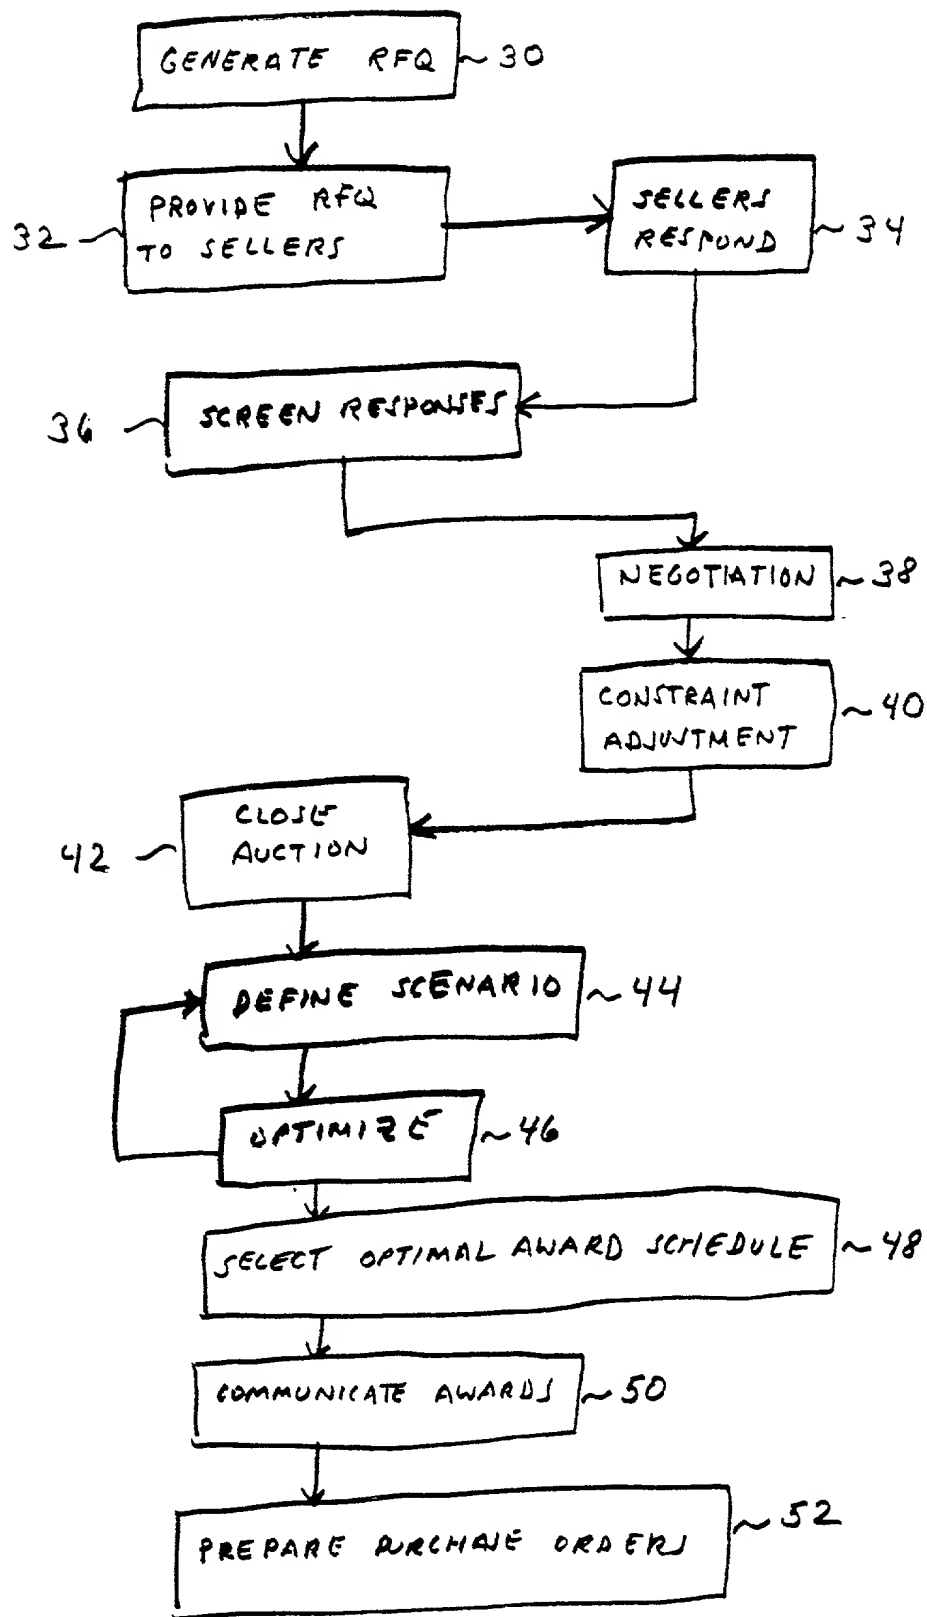 GENERATE RFQ ~30
PROVIDE RFQ
TO SELLERS
32
SELLERS
RESPOND
~34
SCREEN RESPONSES
36
NEGOTIATION ~38
CONSTRAINT
ADJUSTMENT
~40
CLOSE
AUCTION
42
DEFINE SCENARIO ~44
OPTIMIZE ~46
SELECT OPTIMAL AWARD SCHEDULE ~48
COMMUNICATE AWARDS ~50
PREPARE PURCHASE ORDERS ~52